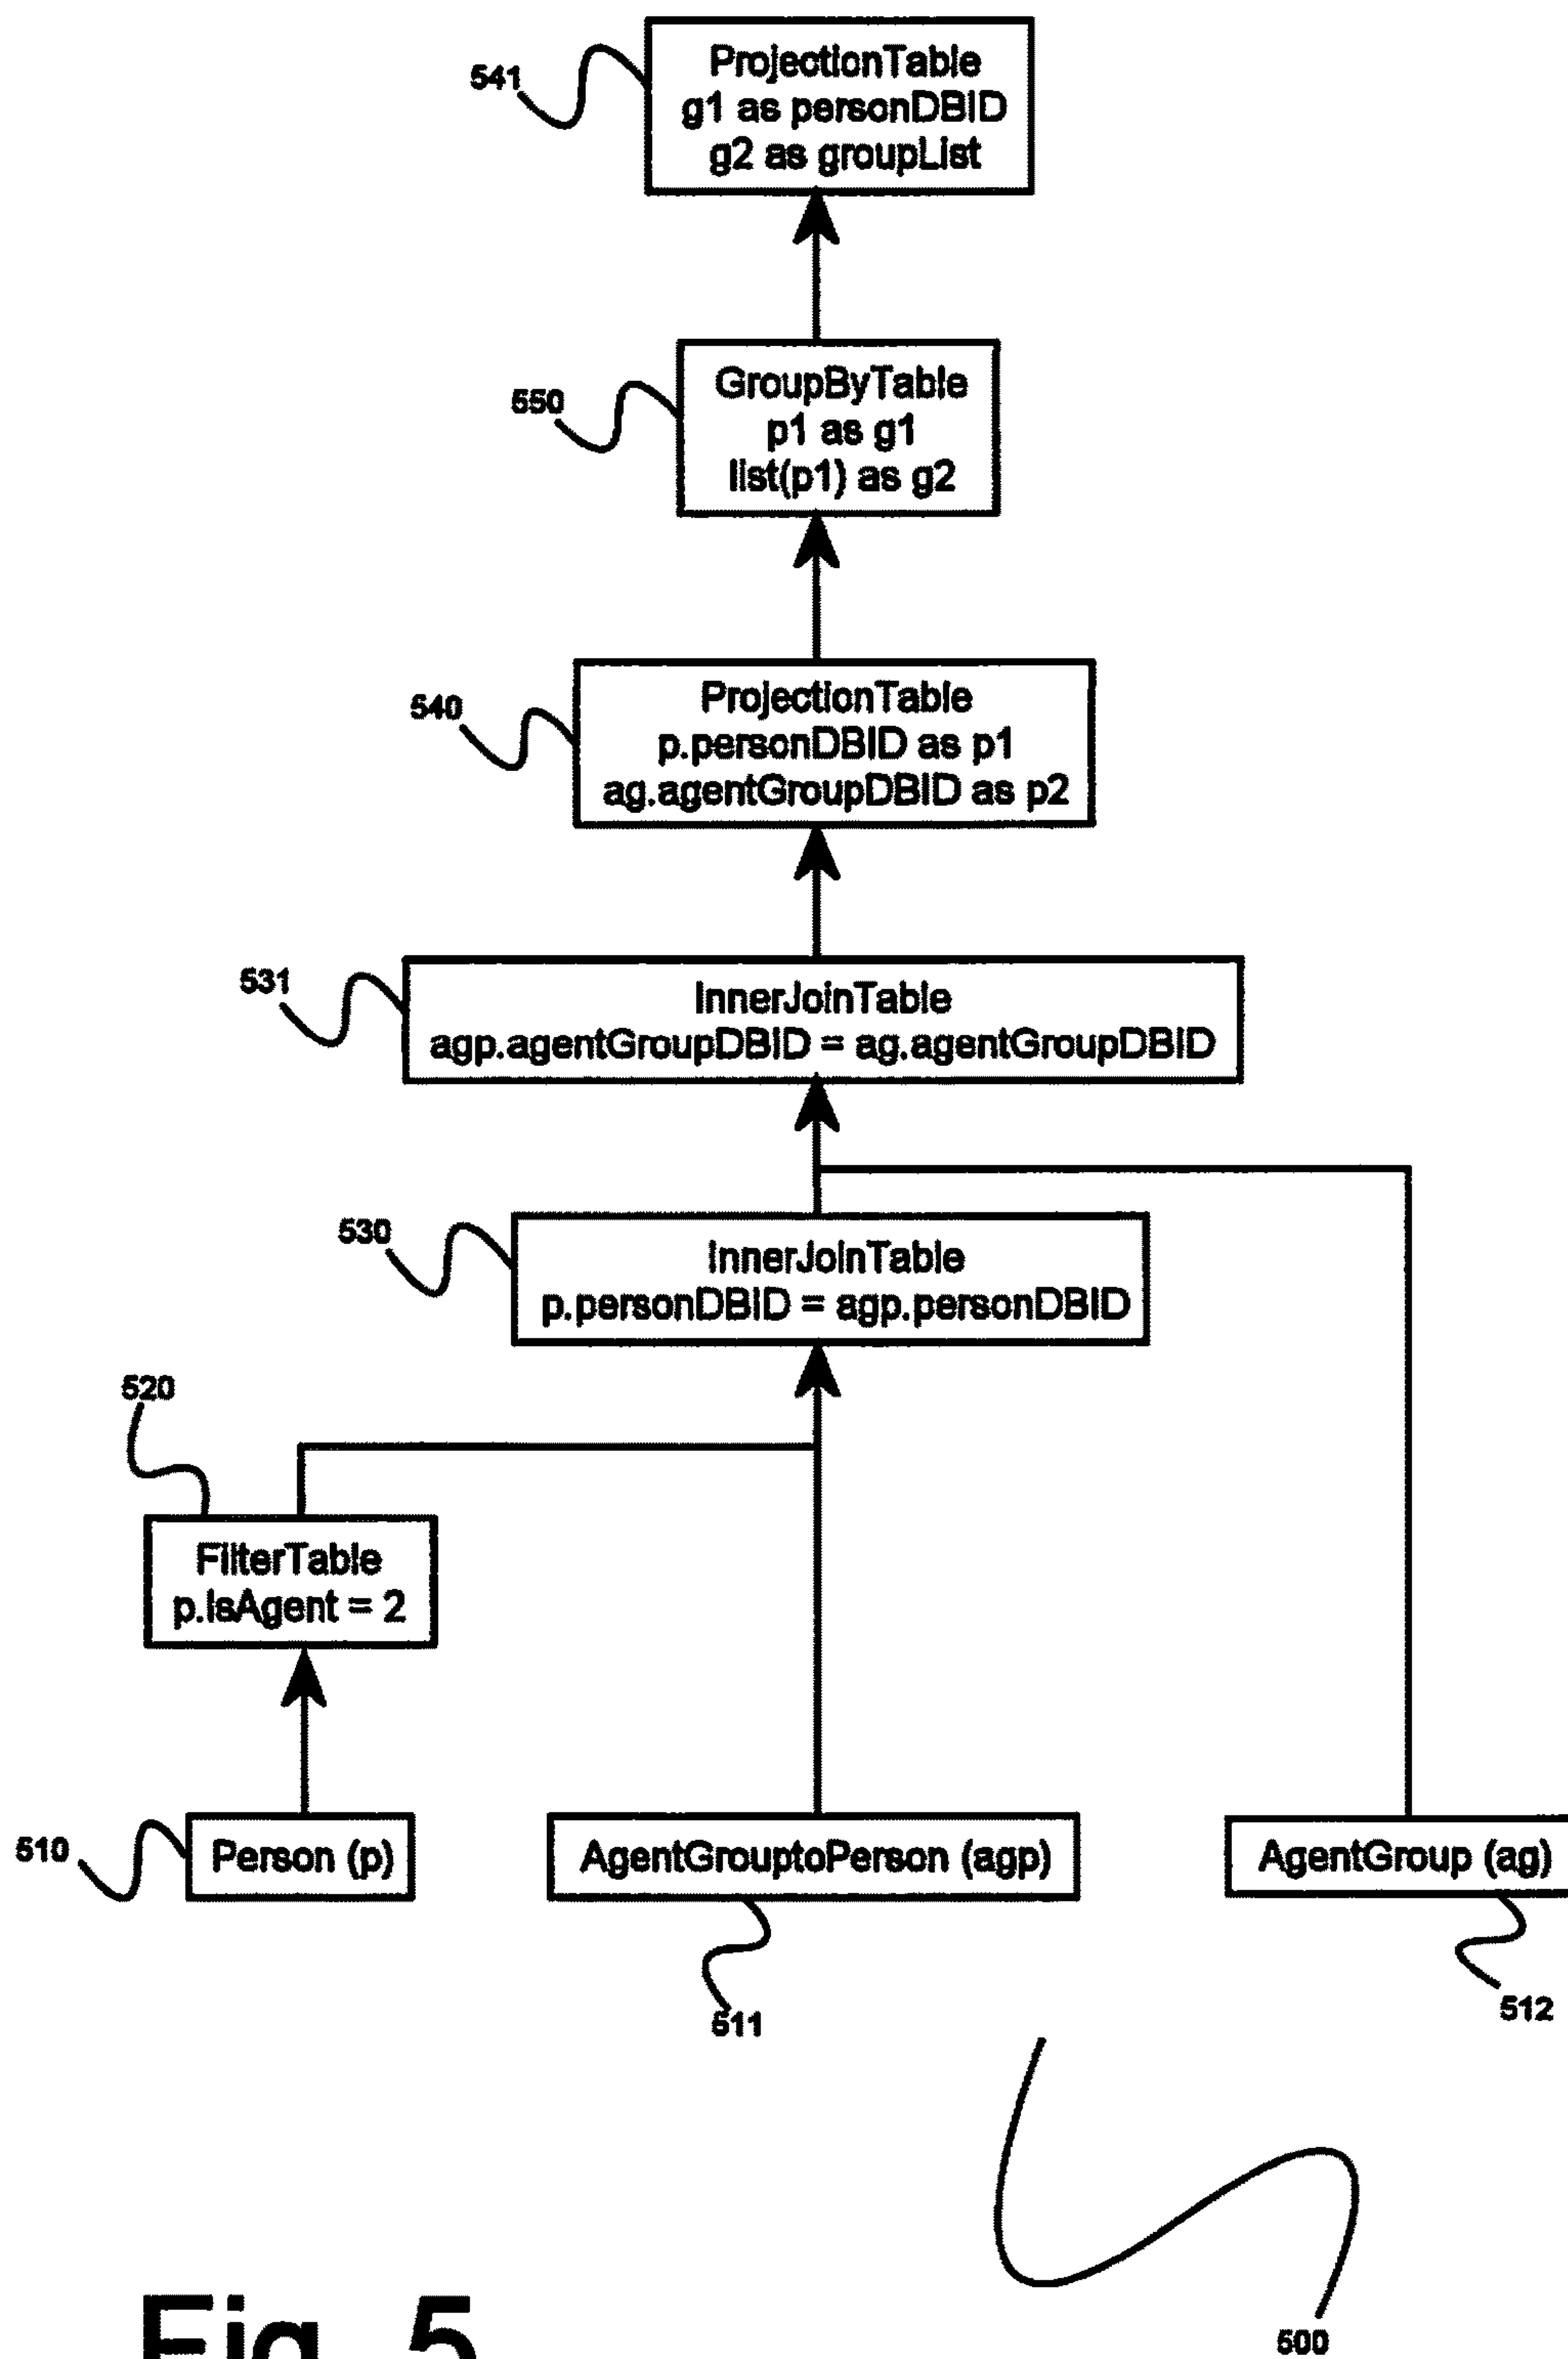 541
ProjectionTable
g1 as personDBID
g2 as groupList
550
GroupByTable
p1 as g1
list(p1) as g2
540
ProjectionTable
p.personDBID as p1
ag.agentGroupDBID as p2
531
InnerJoinTable
agp.agentGroupDBID = ag.agentGroupDBID
530
InnerJoinTable
p.personDBID = agp.personDBID
520
FilterTable
p.isAgent = 2
510
Person (p)
AgentGrouptoPerson (agp)
AgentGroup (ag)
511
512
500
Fig. 5